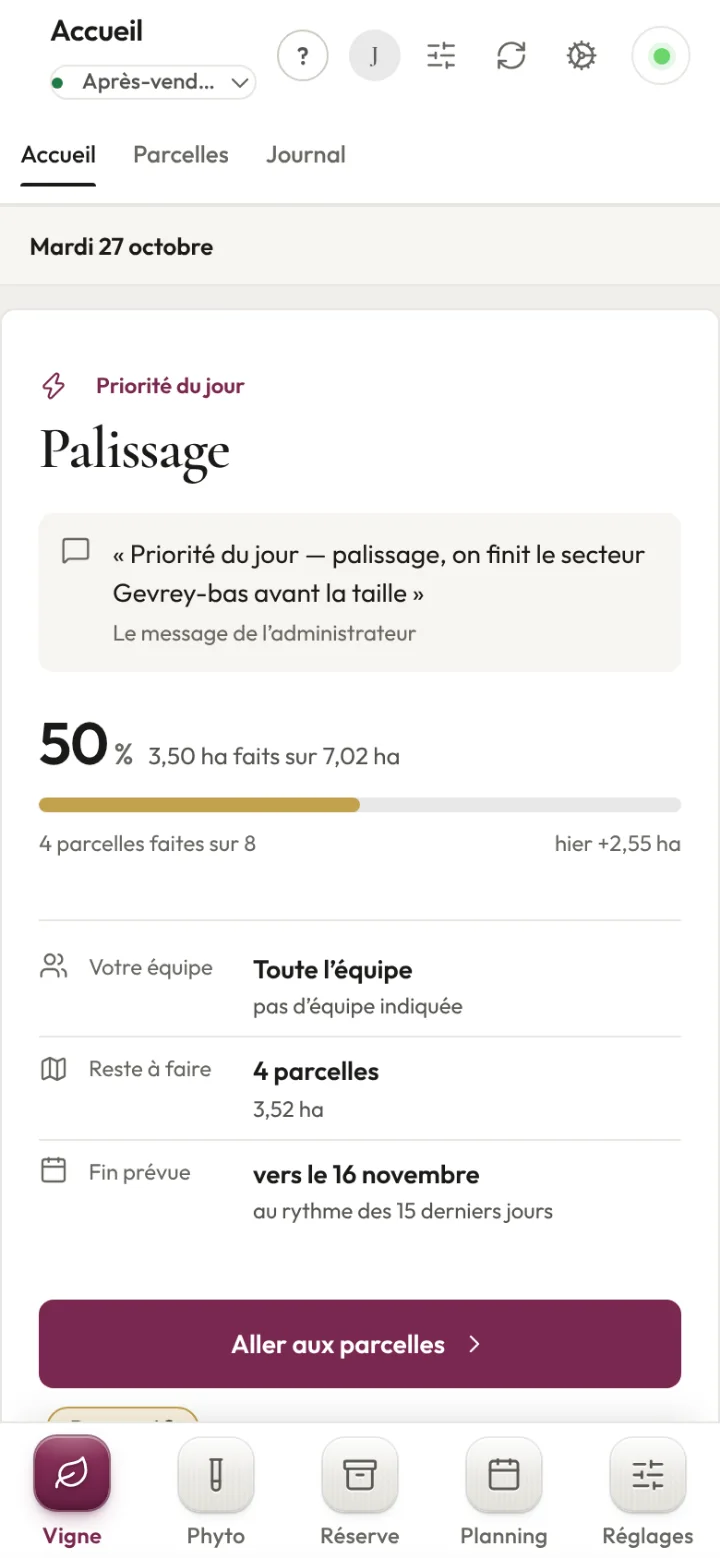 Accueil
Après-vend...
?
J
Accueil
Parcelles
Journal
Mardi 27 octobre
Priorité du jour
Palissage
« Priorité du jour — palissage, on finit le secteur
Gevrey-bas avant la taille »
Le message de l’administrateur
50 % 3,50 ha faits sur 7,02 ha
4 parcelles faites sur 8
hier +2,55 ha
Votre équipe
Toute l’équipe
pas d’équipe indiquée
Reste à faire
4 parcelles
3,52 ha
Fin prévue
vers le 16 novembre
au rythme des 15 derniers jours
Aller aux parcelles
Vigne
Phyto
Réserve
Planning
Réglages